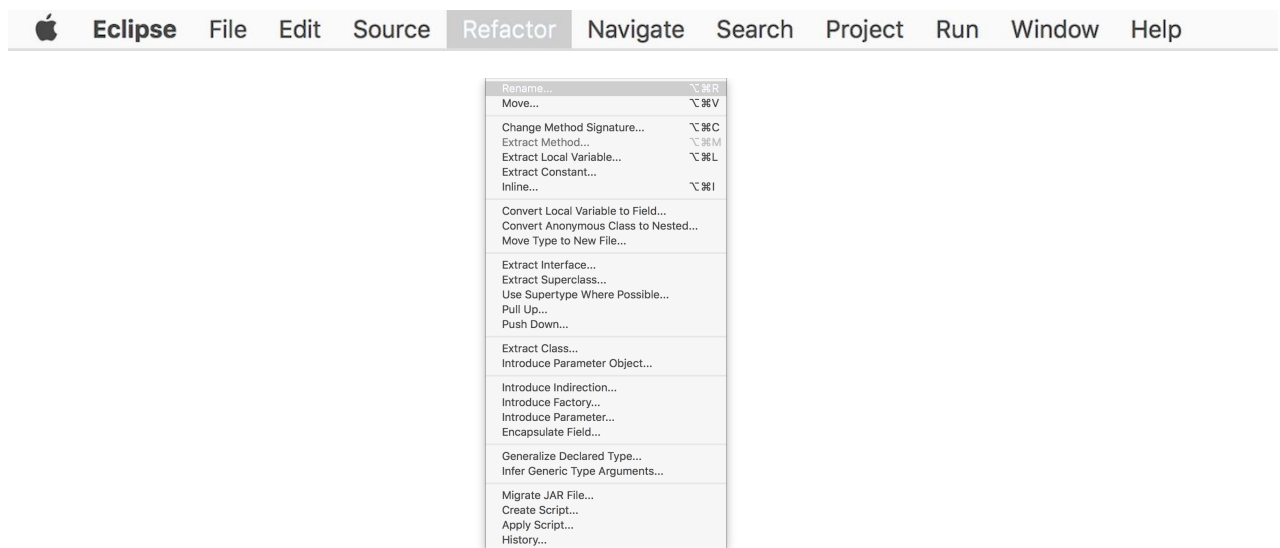 Eclipse File Edit Source Refactor Navigate Search Project Run Window Help
Rename... ⌥⌘R
Move... ⌥⌘V
Change Method Signature... ⌥⌘C
Extract Method... ⌥⌘M
Extract Local Variable... ⌥⌘L
Extract Constant...
Inline... ⌥⌘I
Convert Local Variable to Field...
Convert Anonymous Class to Nested...
Move Type to New File...
Extract Interface...
Extract Superclass...
Use Supertype Where Possible...
Pull Up...
Push Down...
Extract Class...
Introduce Parameter Object...
Introduce Indirection...
Introduce Factory...
Introduce Parameter...
Encapsulate Field...
Generalize Declared Type...
Infer Generic Type Arguments...
Migrate JAR File...
Create Script...
Apply Script...
History...